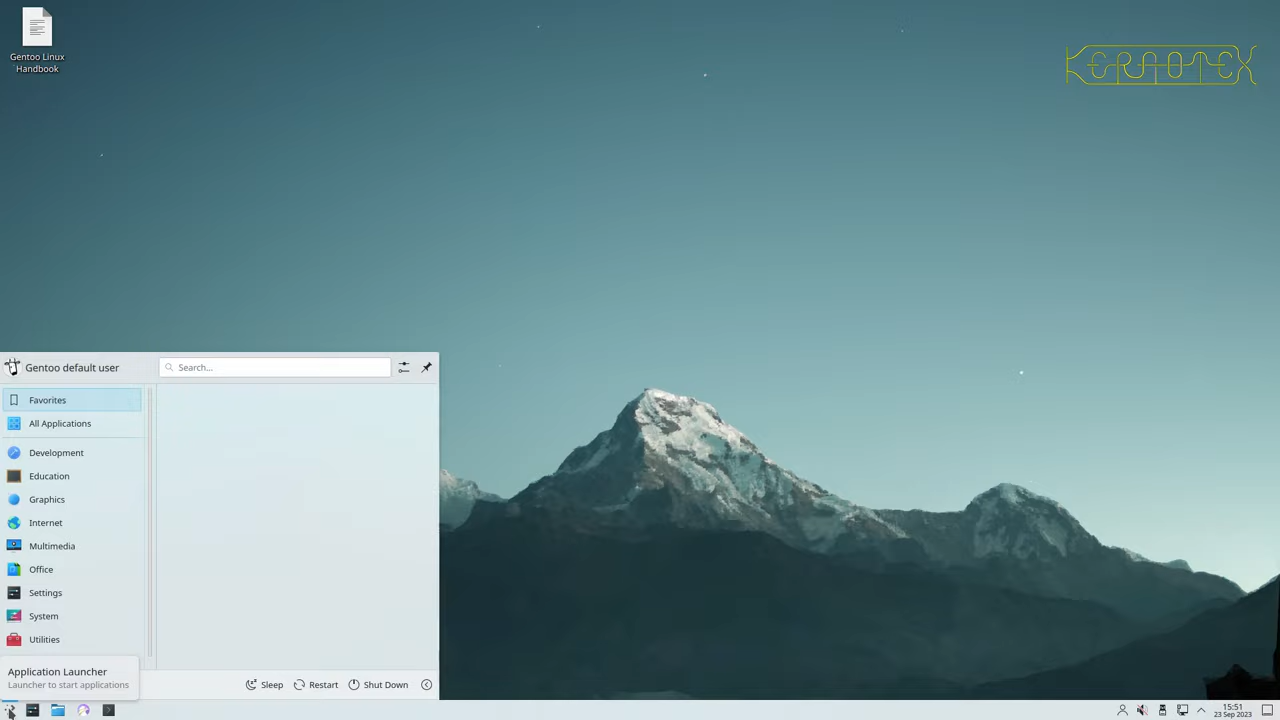 Gentoo Linux
Handbook
KERAOTEX
Gentoo default user
Search...
Favorites
All Applications
Development
Education
Graphics
Internet
Multimedia
Office
Settings
System
Utilities
Application Launcher
Launcher to start applications
Sleep
Restart
Shut Down
15:51
23 Sep 2023